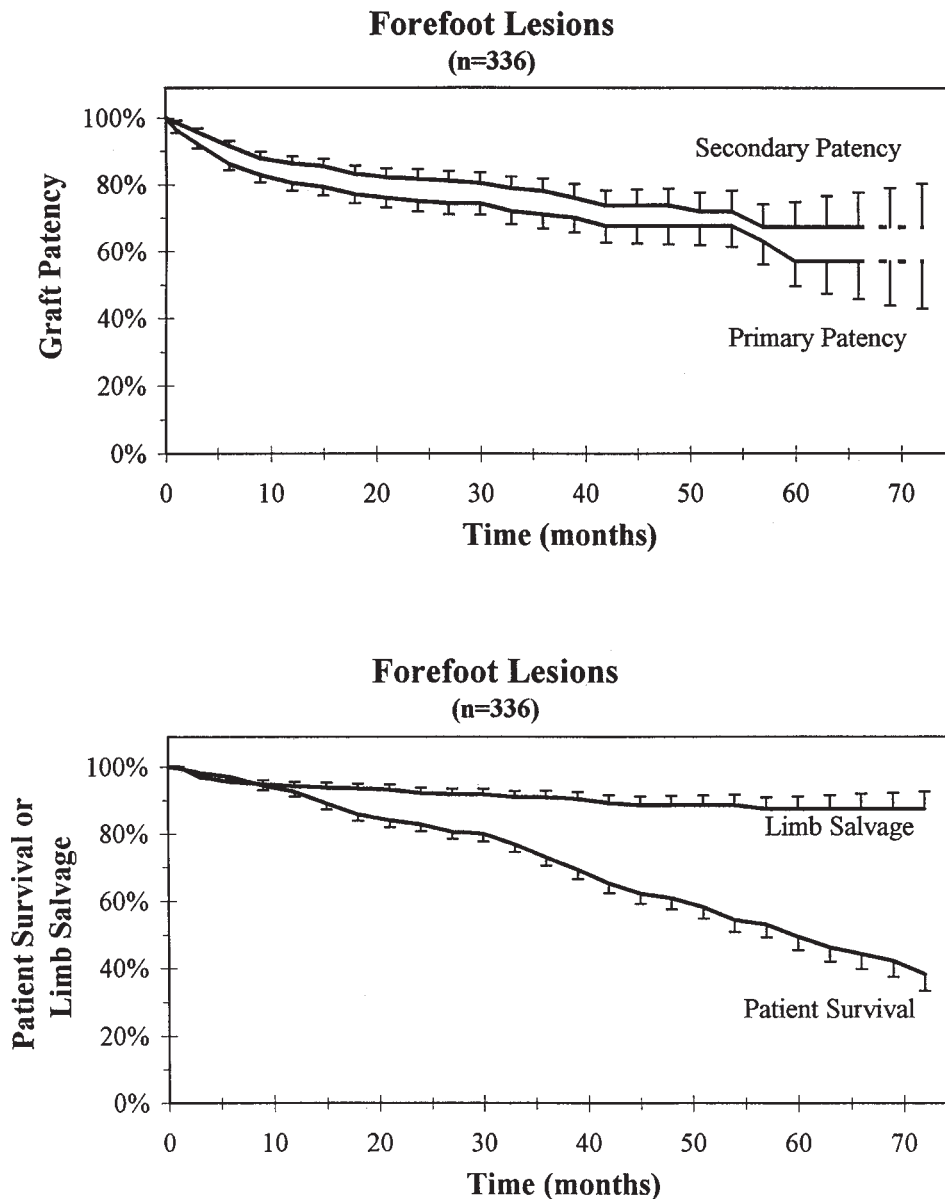 Forefoot Lesions
(n=336)
Graft Patency
100%
80%
60%
40%
20%
0%
Secondary Patency
Primary Patency
0 10 20 30 40 50 60 70
Time (months)
Forefoot Lesions
(n=336)
Patient Survival or
Limb Salvage
100%
80%
60%
40%
20%
0%
Limb Salvage
Patient Survival
0 10 20 30 40 50 60 70
Time (months)